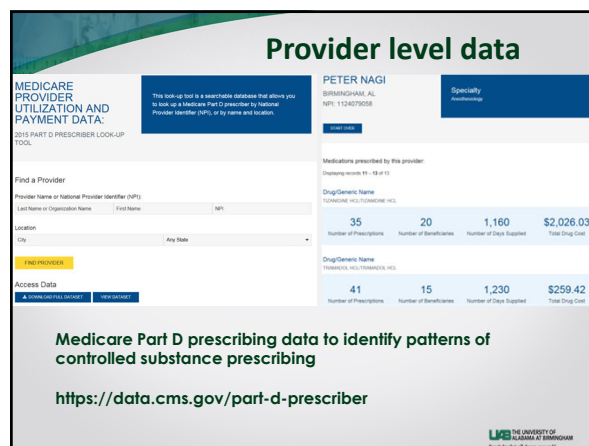 Provider level data
MEDICARE
PROVIDER
UTILIZATION AND
PAYMENT DATA:
2015 PART D PRESCRIBER LOOK-UP
TOOL
This look-up tool is a searchable database that allows you
to look up a Medicare Part D prescriber by National
Provider Identifier (NPI), or by name and location.
Find a Provider
Provider Name or National Provider Identifier (NPI):
Last Name or Organization Name First Name NPI
Location
City Any State
FIND PROVIDER
Access Data
DOWNLOAD FULL DATASET VIEW DATASET
PETER NAGI
BIRMINGHAM, AL
NPI: 1124079058
Specialty
Anesthesiology
START OVER
Medications prescribed by this provider:
Displaying records 11 - 13 of 13
Drug/Generic Name
TIZANIDINE HCL/TIZANIDINE HCL
35 20 1,160 $2,026.03
Number of Prescriptions Number of Beneficiaries Number of Days Supplied Total Drug Cost
Drug/Generic Name
TRAMADOL HCL/TRAMADOL HCL
41 15 1,230 $259.42
Number of Prescriptions Number of Beneficiaries Number of Days Supplied Total Drug Cost
Medicare Part D prescribing data to identify patterns of
controlled substance prescribing
https://data.cms.gov/part-d-prescriber
UAB THE UNIVERSITY OF
ALABAMA AT BIRMINGHAM